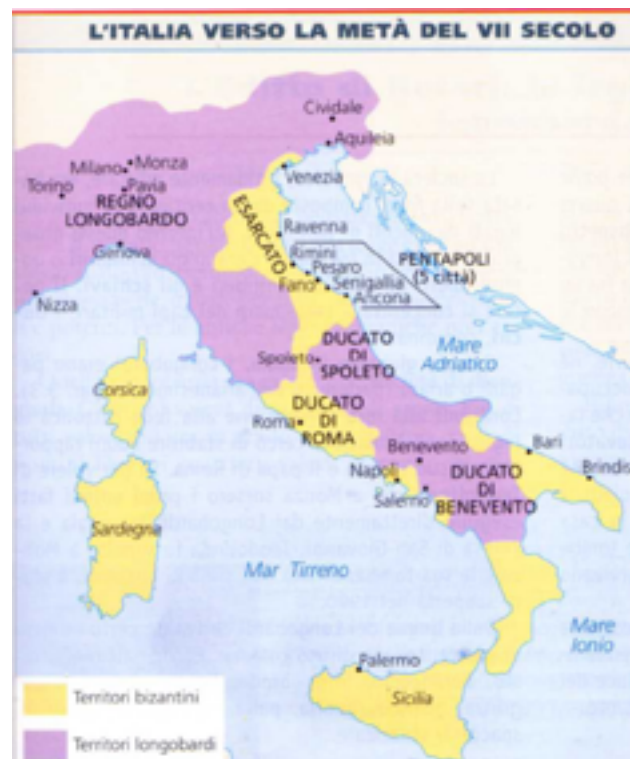 L'ITALIA VERSO LA METÀ DEL VII SECOLO
Cividale
Aquileia
Milano
Monza
Torino
Pavia
Venezia
REGNO
LONGOBARDO
ESARCATO
Genova
Ravenna
Rimini
Pesaro
Fano
Senigallia
Ancona
PENTAPOLI
(5 città)
Nizza
Mare
Adriatico
DUCATO
DI
SPOLETO
Spoleto
Corsica
DUCATO
DI
ROMA
Roma
Benevento
Bari
Napoli
DUCATO
DI
BENEVENTO
Brindisi
Salerno
Sardegna
Mar Tirreno
Mare
Ionio
Palermo
Sicilia
Territori bizantini
Territori longobardi